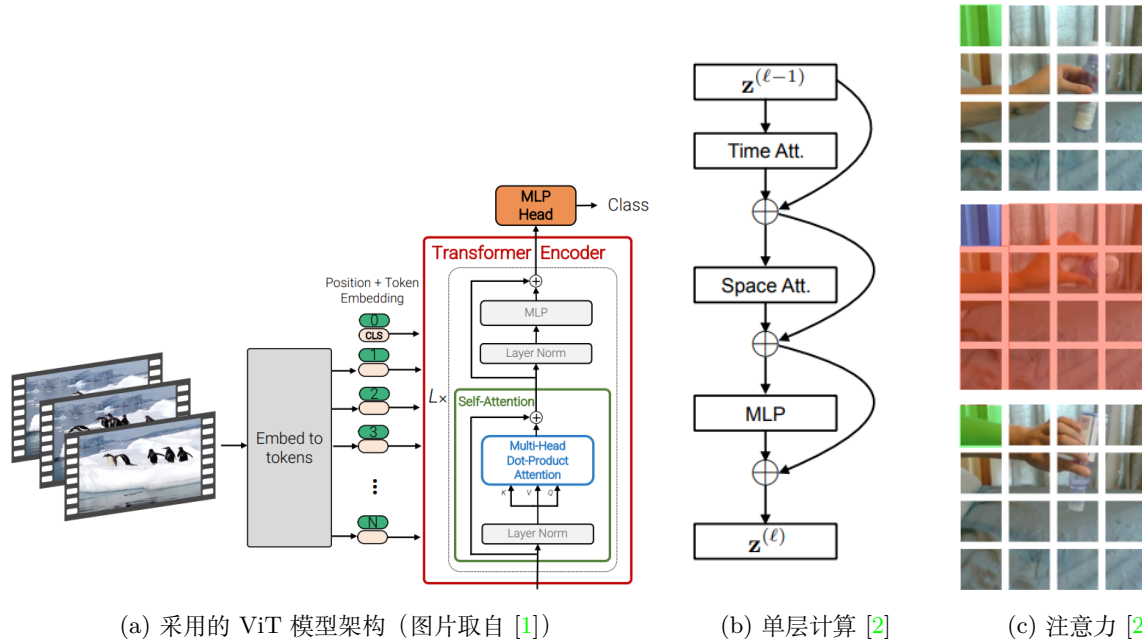 MLP
Head
Class
Transformer Encoder
Position + Token
Embedding
MLP
Layer Norm
0
CLS
1
2
3
N
L×
Self-Attention
Multi-Head
Dot-Product
Attention
K V Q
Layer Norm
Embed to
tokens
(a) 采用的 ViT 模型架构（图片取自 [1]）
z^(ℓ−1)
Time Att.
Space Att.
MLP
z^(ℓ)
(b) 单层计算 [2]
(c) 注意力 [2